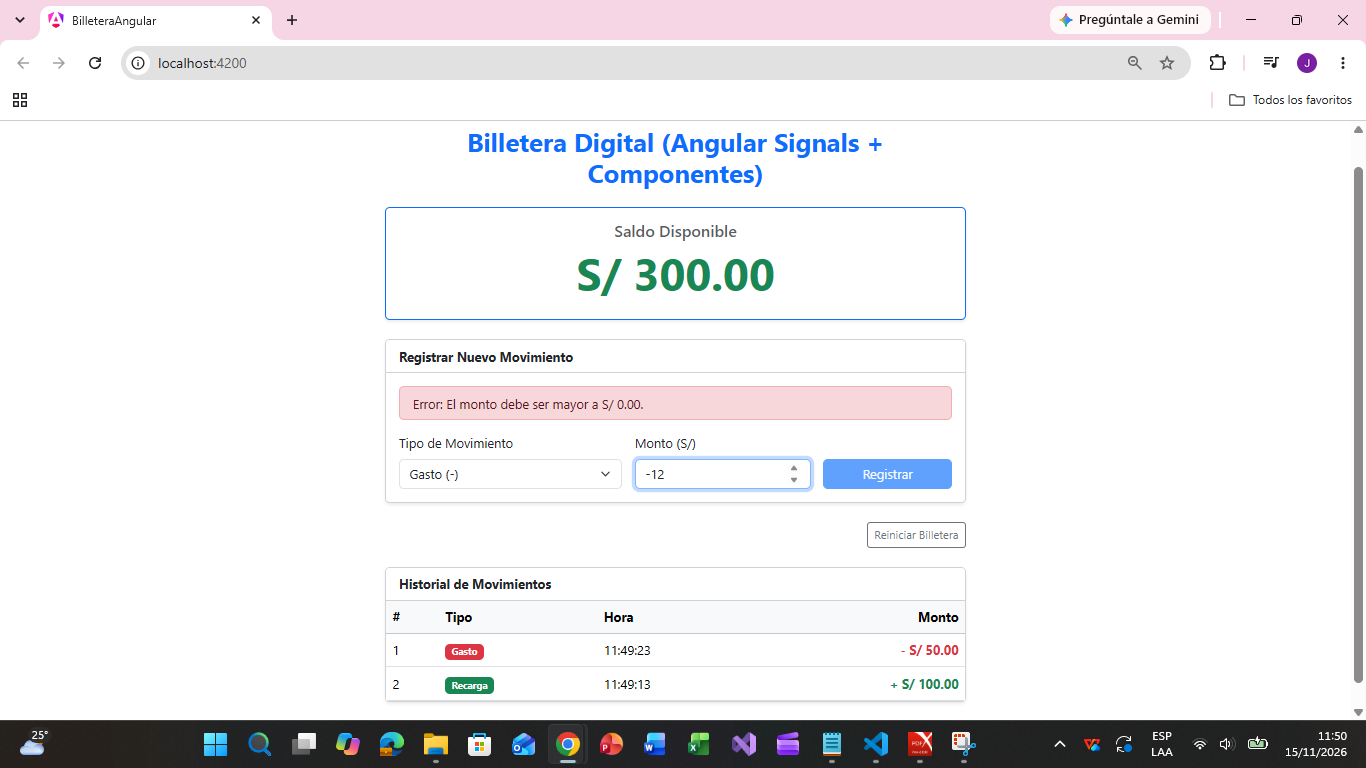 BilleteraAngular
Pregúntale a Gemini
localhost:4200
J
Todos los favoritos
Billetera Digital (Angular Signals +
Componentes)
Saldo Disponible
S/ 300.00
Registrar Nuevo Movimiento
Error: El monto debe ser mayor a S/ 0.00.
Tipo de Movimiento Monto (S/)
Gasto (-) -12 Registrar
Reiniciar Billetera
Historial de Movimientos
# Tipo Hora Monto
1 Gasto 11:49:23 - S/ 50.00
2 Recarga 11:49:13 + S/ 100.00
25°
ESP
LAA
11:50
15/11/2026